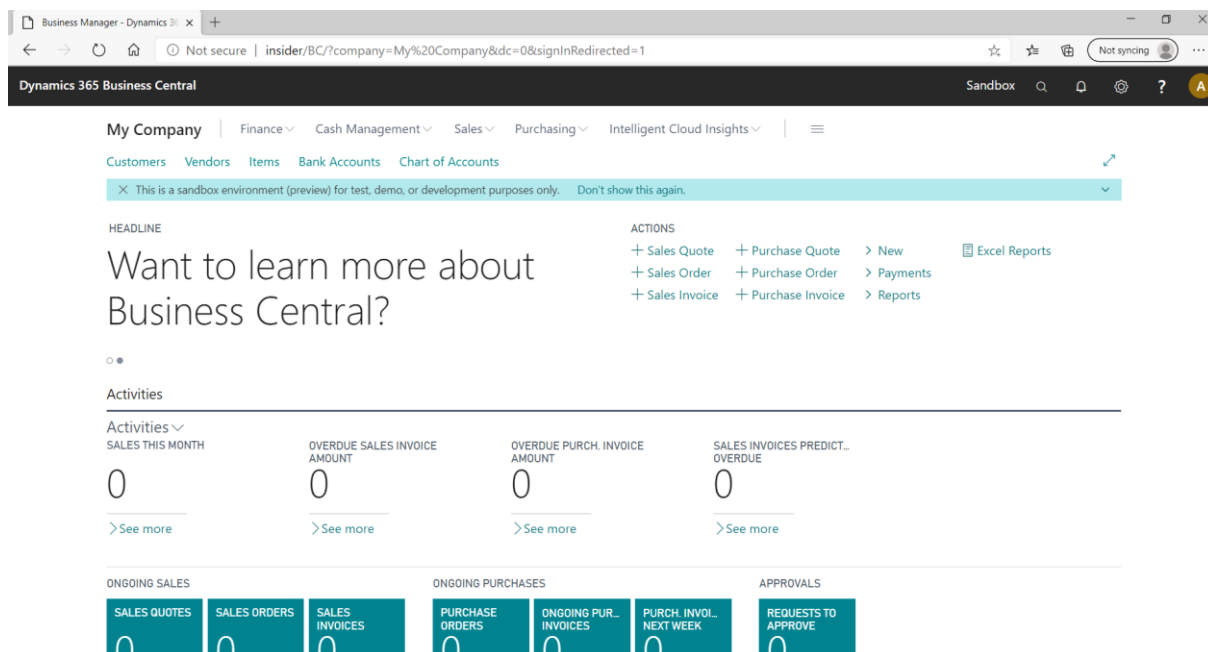 Business Manager - Dynamics 36
Not secure | insider/BC/?company=My%20Company&dc=0&signInRedirected=1
Not syncing
Dynamics 365 Business Central
Sandbox
?
A
My Company
Finance
Cash Management
Sales
Purchasing
Intelligent Cloud Insights
Customers
Vendors
Items
Bank Accounts
Chart of Accounts
This is a sandbox environment (preview) for test, demo, or development purposes only. Don't show this again.
HEADLINE
Want to learn more about
Business Central?
ACTIONS
+ Sales Quote
+ Purchase Quote
> New
Excel Reports
+ Sales Order
+ Purchase Order
> Payments
+ Sales Invoice
+ Purchase Invoice
> Reports
Activities
Activities
SALES THIS MONTH
0
>See more
OVERDUE SALES INVOICE
AMOUNT
0
>See more
OVERDUE PURCH. INVOICE
AMOUNT
0
>See more
SALES INVOICES PREDICT...
OVERDUE
0
>See more
ONGOING SALES
SALES QUOTES
0
SALES ORDERS
0
SALES
INVOICES
0
ONGOING PURCHASES
PURCHASE
ORDERS
0
ONGOING PUR...
INVOICES
0
PURCH. INVOI...
NEXT WEEK
0
APPROVALS
REQUESTS TO
APPROVE
0